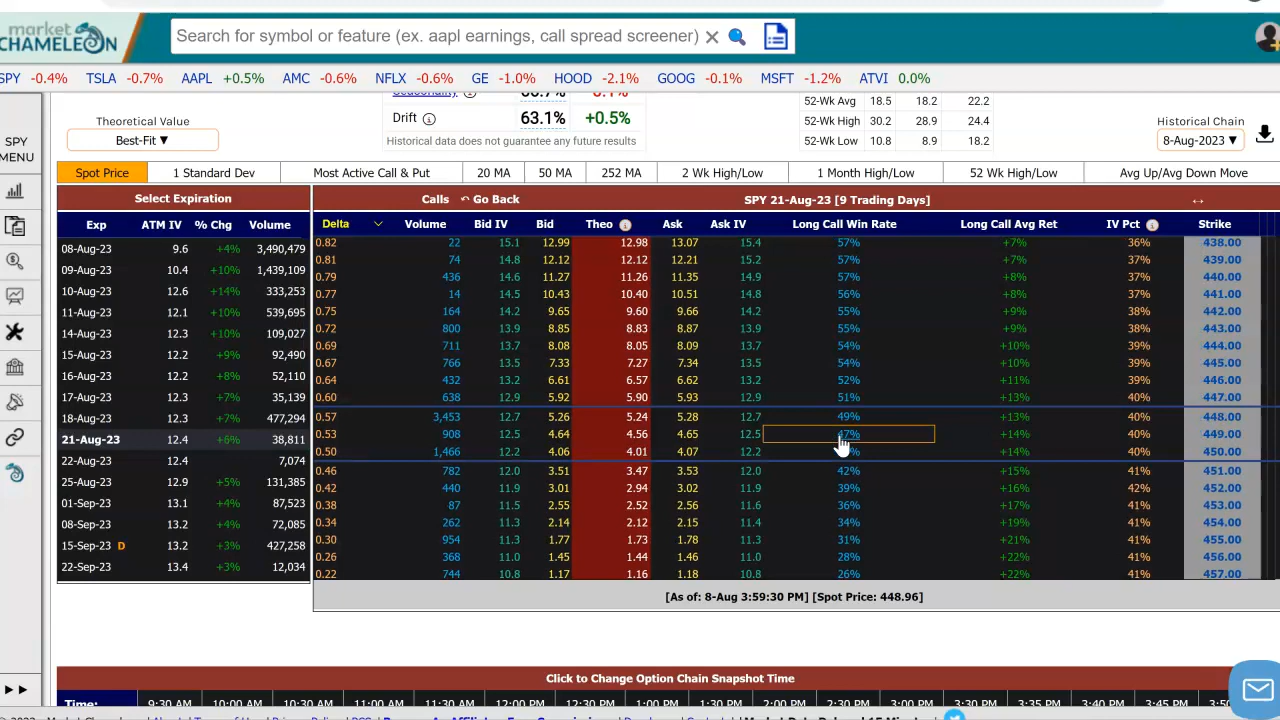 market
CHAMELEON
Search for symbol or feature (ex. aapl earnings, call spread screener)
SPY -0.4% TSLA -0.7% AAPL +0.5% AMC -0.6% NFLX -0.6% GE -1.0% HOOD -2.1% GOOG -0.1% MSFT -1.2% ATVI 0.0%
SPY
MENU
Theoretical Value
Best-Fit ▼
Seasonality
Drift 63.1% +0.5%
Historical data does not guarantee any future results
52-Wk Avg 18.5 18.2 22.2
52-Wk High 30.2 28.9 24.4
52-Wk Low 10.8 8.9 18.2
Historical Chain
8-Aug-2023 ▼
Spot Price 1 Standard Dev Most Active Call & Put 20 MA 50 MA 252 MA 2 Wk High/Low 1 Month High/Low 52 Wk High/Low Avg Up/Avg Down Move
Select Expiration
Exp ATM IV % Chg Volume
08-Aug-23 9.6 +4% 3,490,479
09-Aug-23 10.4 +10% 1,439,109
10-Aug-23 12.6 +14% 333,253
11-Aug-23 12.1 +10% 539,695
14-Aug-23 12.3 +10% 109,027
15-Aug-23 12.2 +9% 92,490
16-Aug-23 12.2 +8% 52,110
17-Aug-23 12.3 +7% 35,139
18-Aug-23 12.3 +7% 477,294
21-Aug-23 12.4 +6% 38,811
22-Aug-23 12.4 7,074
25-Aug-23 12.9 +5% 131,385
01-Sep-23 13.1 +4% 87,523
08-Sep-23 13.2 +4% 72,085
15-Sep-23 D 13.2 +3% 427,258
22-Sep-23 13.4 +3% 12,034
Calls Go Back SPY 21-Aug-23 [9 Trading Days]
Delta Volume Bid IV Bid Theo Ask Ask IV Long Call Win Rate Long Call Avg Ret IV Pct Strike
0.82 22 15.1 12.99 12.98 13.07 15.4 57% +7% 36% 438.00
0.81 74 14.8 12.12 12.12 12.21 15.2 57% +7% 37% 439.00
0.79 436 14.6 11.27 11.26 11.35 14.9 57% +8% 37% 440.00
0.77 14 14.5 10.43 10.40 10.51 14.8 56% +8% 37% 441.00
0.75 164 14.2 9.65 9.60 9.66 14.2 55% +9% 38% 442.00
0.72 800 13.9 8.85 8.83 8.87 13.9 55% +9% 38% 443.00
0.69 711 13.7 8.08 8.05 8.09 13.7 54% +10% 39% 444.00
0.67 766 13.5 7.33 7.27 7.34 13.5 54% +10% 39% 445.00
0.64 432 13.2 6.61 6.57 6.62 13.2 52% +11% 39% 446.00
0.60 638 12.9 5.92 5.90 5.93 12.9 51% +13% 40% 447.00
0.57 3,453 12.7 5.26 5.24 5.28 12.7 49% +13% 40% 448.00
0.53 908 12.5 4.64 4.56 4.65 12.5 47% +14% 40% 449.00
0.50 1,466 12.2 4.06 4.01 4.07 12.2 +14% 40% 450.00
0.46 782 12.0 3.51 3.47 3.53 12.0 42% +15% 41% 451.00
0.42 440 11.9 3.01 2.94 3.02 11.9 39% +16% 42% 452.00
0.38 87 11.5 2.55 2.52 2.56 11.6 36% +17% 41% 453.00
0.34 262 11.3 2.14 2.12 2.15 11.4 34% +19% 41% 454.00
0.30 954 11.3 1.77 1.73 1.78 11.3 31% +21% 41% 455.00
0.26 368 11.0 1.45 1.44 1.46 11.0 28% +22% 41% 456.00
0.22 744 10.8 1.17 1.16 1.18 10.8 26% +22% 41% 457.00
[As of: 8-Aug 3:59:30 PM] [Spot Price: 448.96]
Click to Change Option Chain Snapshot Time
Time: 9:30 AM 10:00 AM 10:30 AM 11:00 AM 11:30 AM 12:00 PM 12:30 PM 1:00 PM 1:30 PM 2:00 PM 2:30 PM 3:00 PM 3:30 PM 3:35 PM 3:40 PM 3:45 PM